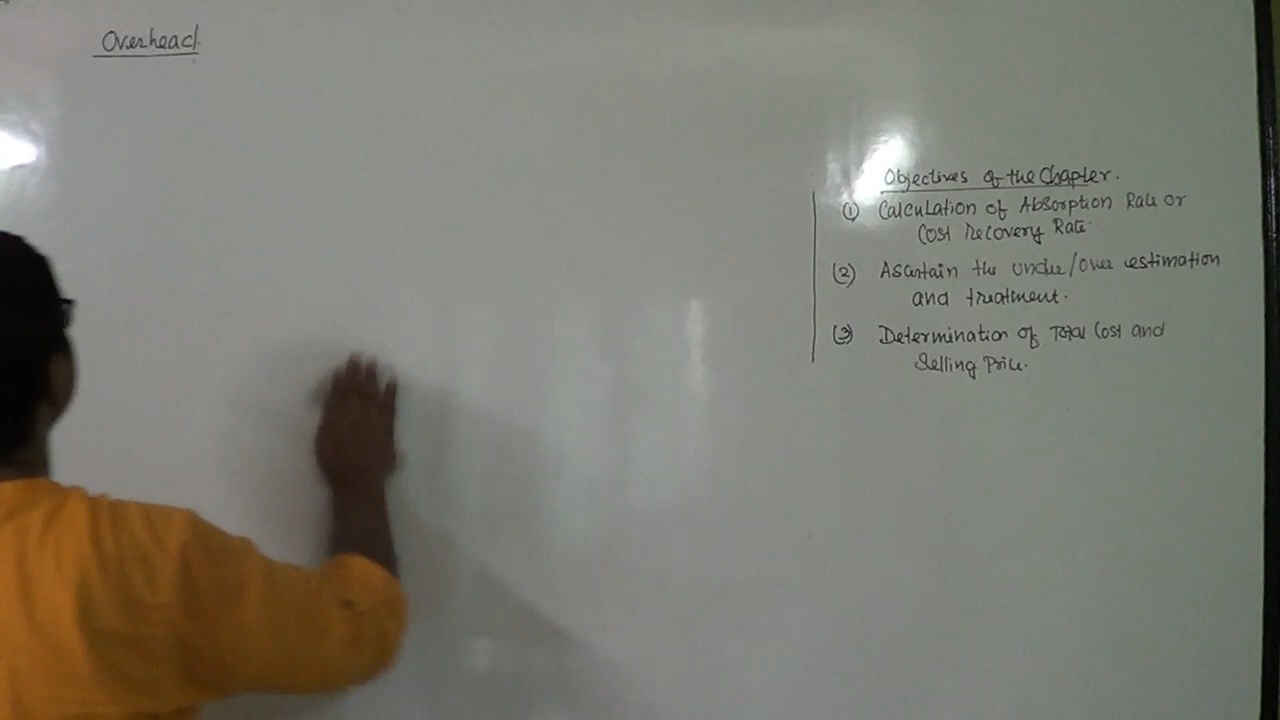 Overhead.
Objectives of the Chapter.
(1) Calculation of Absorption Rate or
Cost Recovery Rate.
(2) Ascertain the under/over estimation
and treatment.
(3) Determination of Total Cost and
Selling Price.